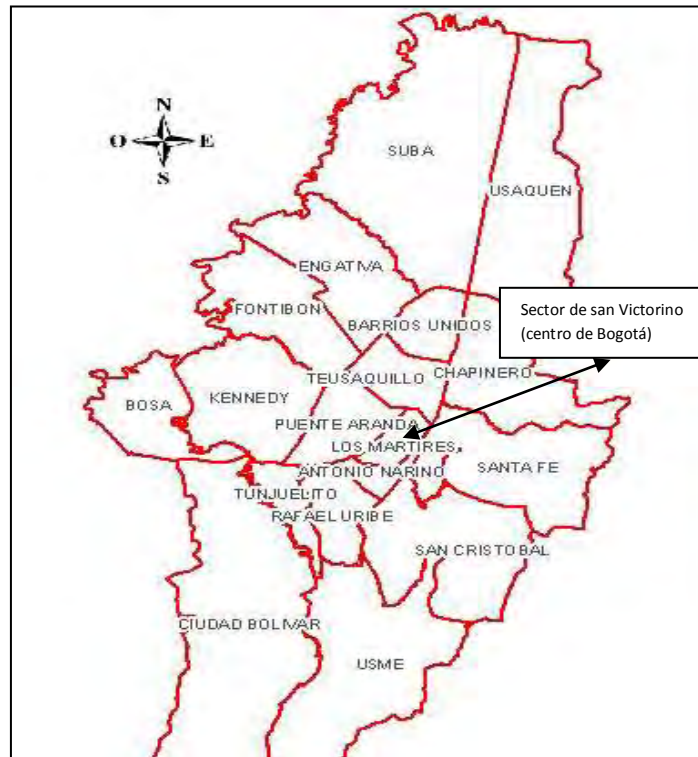 N
O E
S
SUBA
USAQUEN
ENGATIVA
FONTIBON
Sector de san Victorino
(centro de Bogotá)
BARRIOS UNIDOS
CHAPINERO
TEUSAQUILLO
KENNEDY
BOSA
PUENTE ARANDA
LOS MARTIRES
ANTONIO NARINO
SANTA FE
TUNJUELITO
RAFAEL URIBE
SAN CRISTOBAL
CIUDAD BOLIVAR
USME